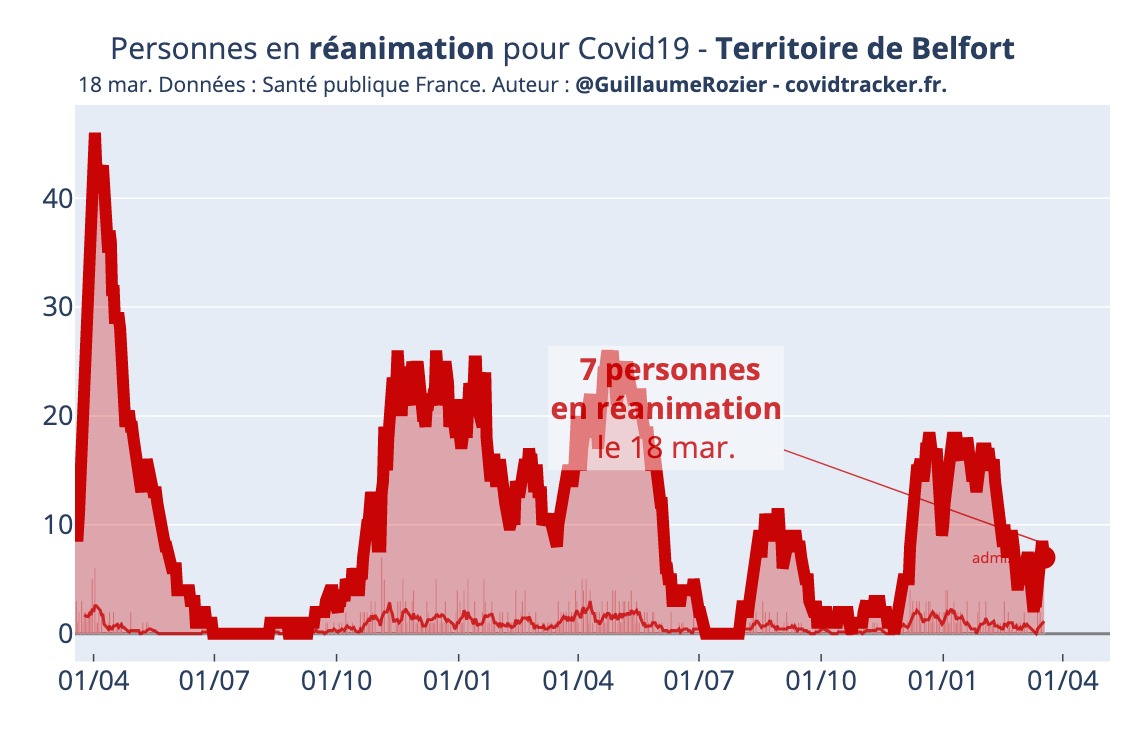 Personnes en réanimation pour Covid19 - Territoire de Belfort
18 mar. Données : Santé publique France. Auteur : @GuillaumeRozier - covidtracker.fr.
40
30
20
10
0
7 personnes
en réanimation
le 18 mar.
01/04 01/07 01/10 01/01 01/04 01/07 01/10 01/01 01/04